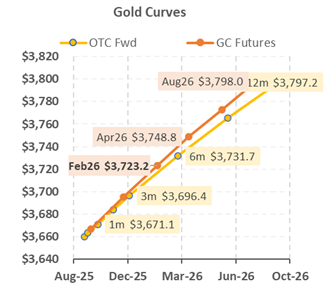 Gold Curves
OTC Fwd GC Futures
$3,820
$3,800
$3,780
$3,760
$3,740
$3,720
$3,700
$3,680
$3,660
$3,640
Aug26 $3,798.0 12m $3,797.2
Apr26 $3,748.8
6m $3,731.7
Feb26 $3,723.2
3m $3,696.4
1m $3,671.1
Aug-25 Dec-25 Mar-26 Jun-26 Oct-26